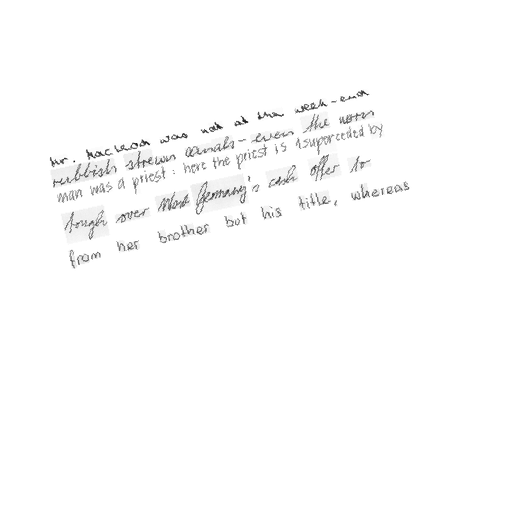 Mr. Macleod was not at the week-end
rubbish strewn canals - even the worn
man was a priest : here the priest is superceded by
tough over West Germany's cash offer to
from her brother but his title, whereas